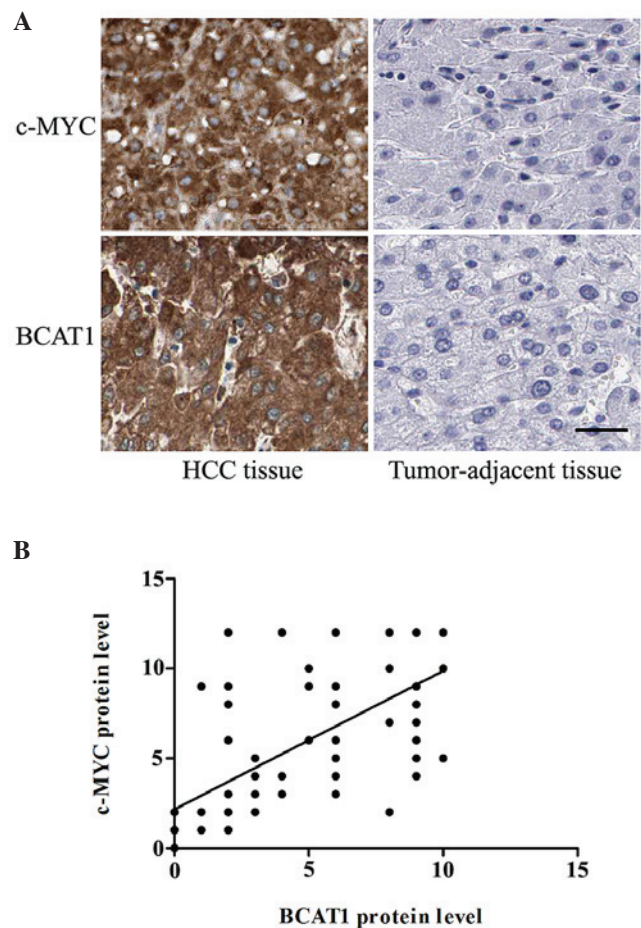 A
c-MYC
BCAT1
HCC tissue
Tumor-adjacent tissue
B
15
10
5
0
c-MYC protein level
0
5
10
15
BCAT1 protein level